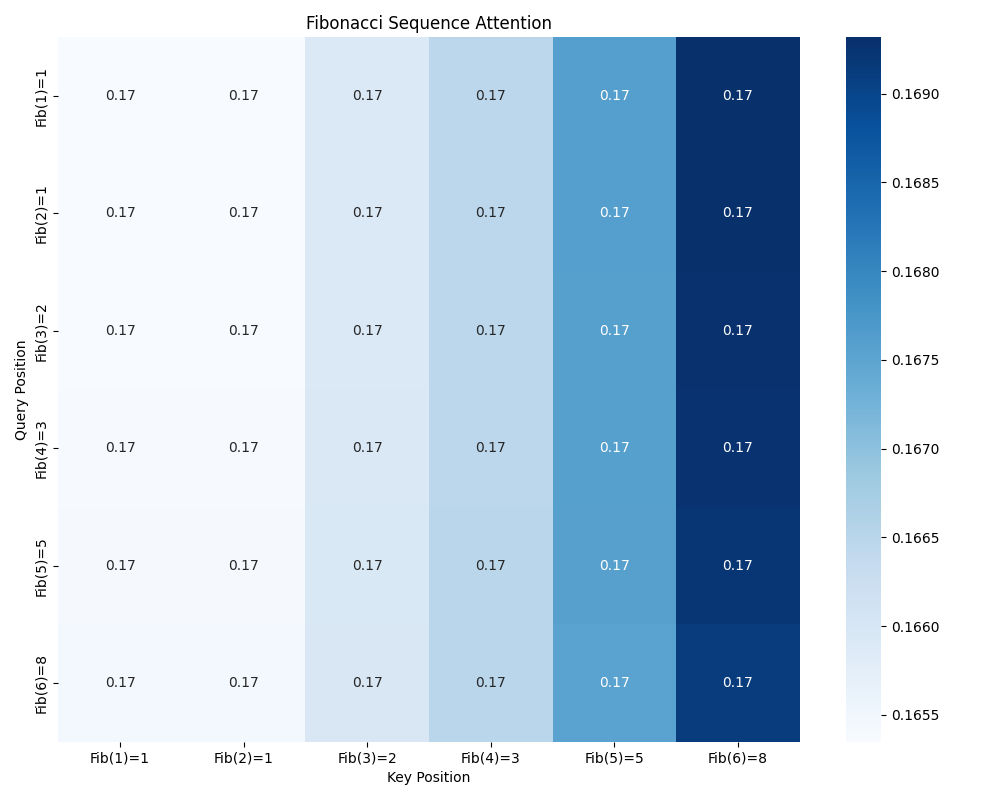 Fibonacci Sequence Attention
Fib(1)=1
0.17 0.17 0.17 0.17 0.17 0.17
Fib(2)=1
0.17 0.17 0.17 0.17 0.17 0.17
Fib(3)=2
0.17 0.17 0.17 0.17 0.17 0.17
Query Position
Fib(4)=3
0.17 0.17 0.17 0.17 0.17 0.17
Fib(5)=5
0.17 0.17 0.17 0.17 0.17 0.17
Fib(6)=8
0.17 0.17 0.17 0.17 0.17 0.17
Fib(1)=1 Fib(2)=1 Fib(3)=2 Fib(4)=3 Fib(5)=5 Fib(6)=8
Key Position
0.1690
0.1685
0.1680
0.1675
0.1670
0.1665
0.1660
0.1655